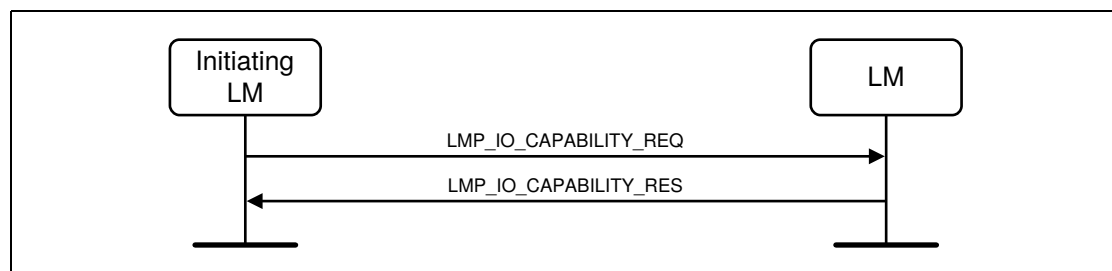 Initiating
LM
LM
LMP_IO_CAPABILITY_REQ
LMP_IO_CAPABILITY_RES